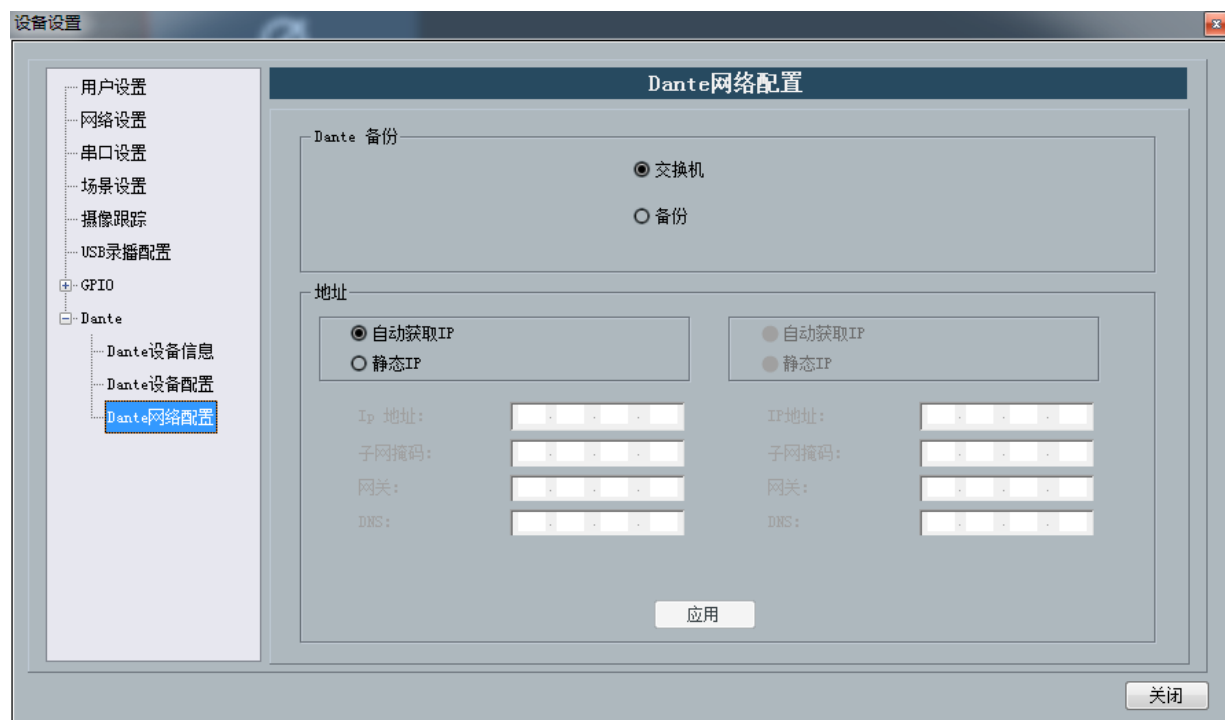 设备设置
用户设置
网络设置
串口设置
场景设置
摄像跟踪
USB录播配置
GPIO
Dante
Dante设备信息
Dante设备配置
Dante网络配置
Dante网络配置
Dante 备份
交换机
备份
地址
自动获取IP
静态IP
自动获取IP
静态IP
Ip 地址:
子网掩码:
网关:
DNS:
IP地址:
子网掩码:
网关:
DNS:
应用
关闭